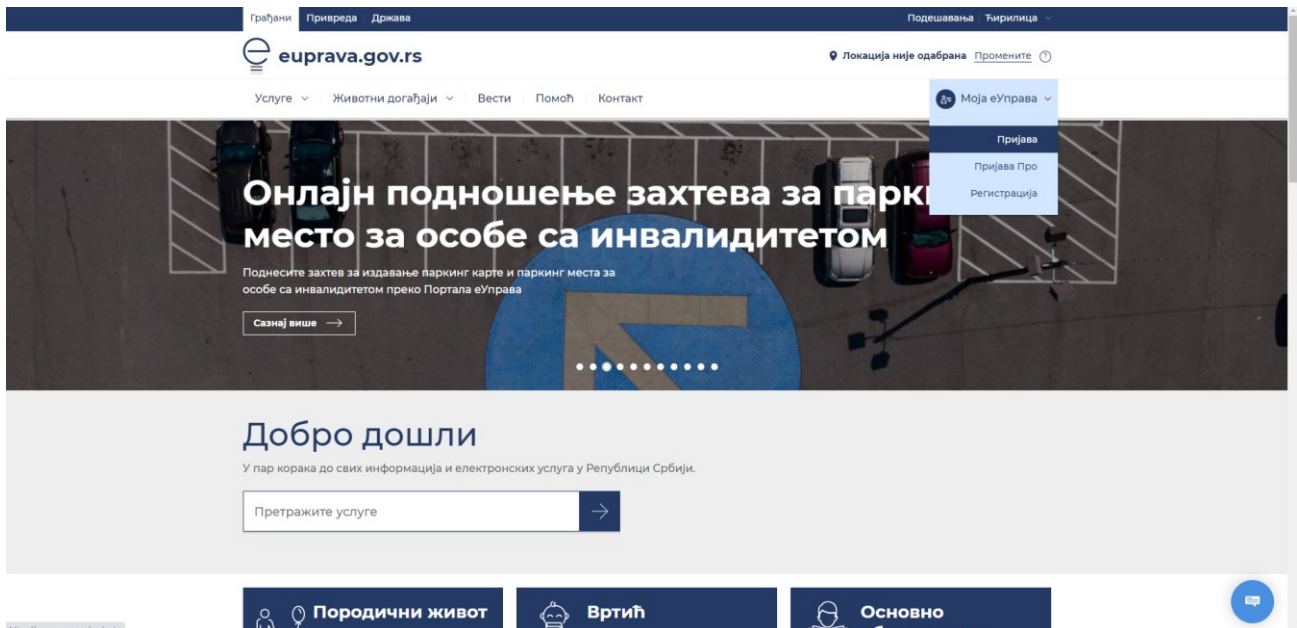 Грађани Привреда Држава
Подешавања Ћирилица
euprava.gov.rs
Локација није одабрана Промените ?
Услуге Животни догађаји Вести Помоћ Контакт
Моја еУправа
Пријава
Пријава Про
Регистрација
Онлајн подношење захтева за парк
место за особе са инвалидитетом
Поднесите захтев за издавање паркинг карте и паркинг места за
особе са инвалидитетом преко Портала еУправа
Сазнај више
Добро дошли
У пар корака до свих информација и електронских услуга у Републици Србији.
Претражите услуге
Породични живот
Вртић
Основно